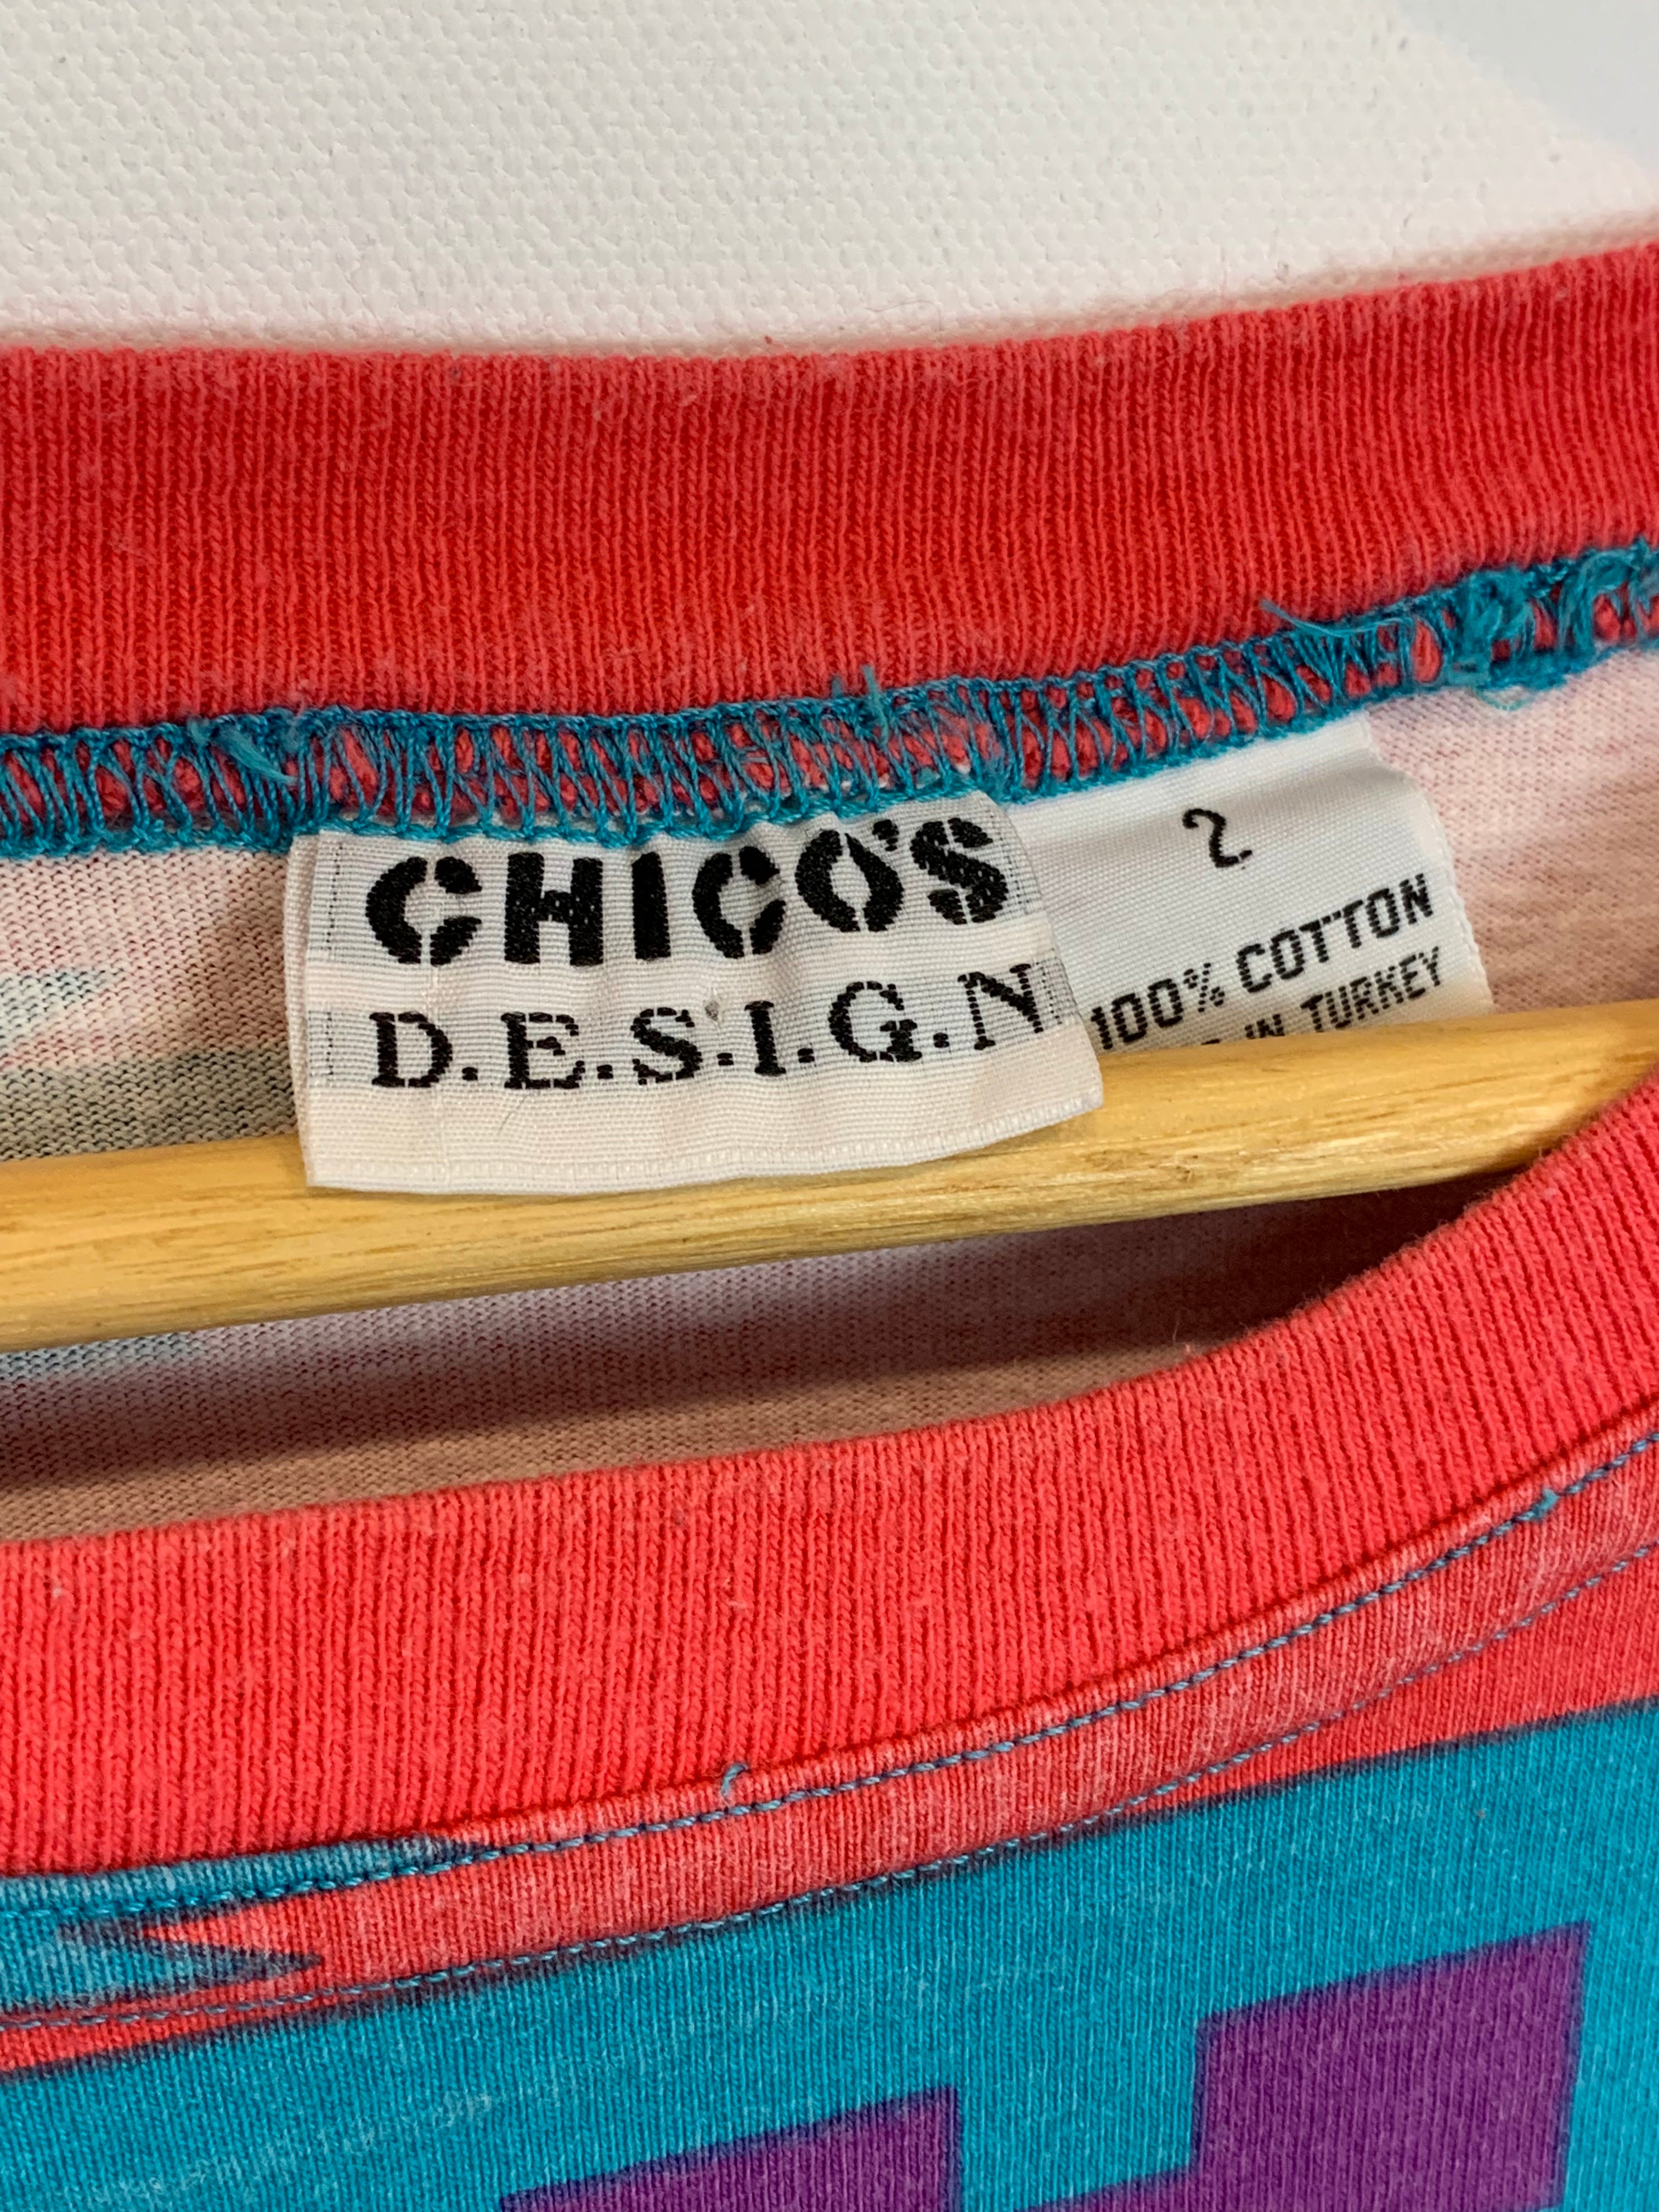 CHICO'S
D.E.S.I.G.N
2
100% COTTON
IN TURKEY